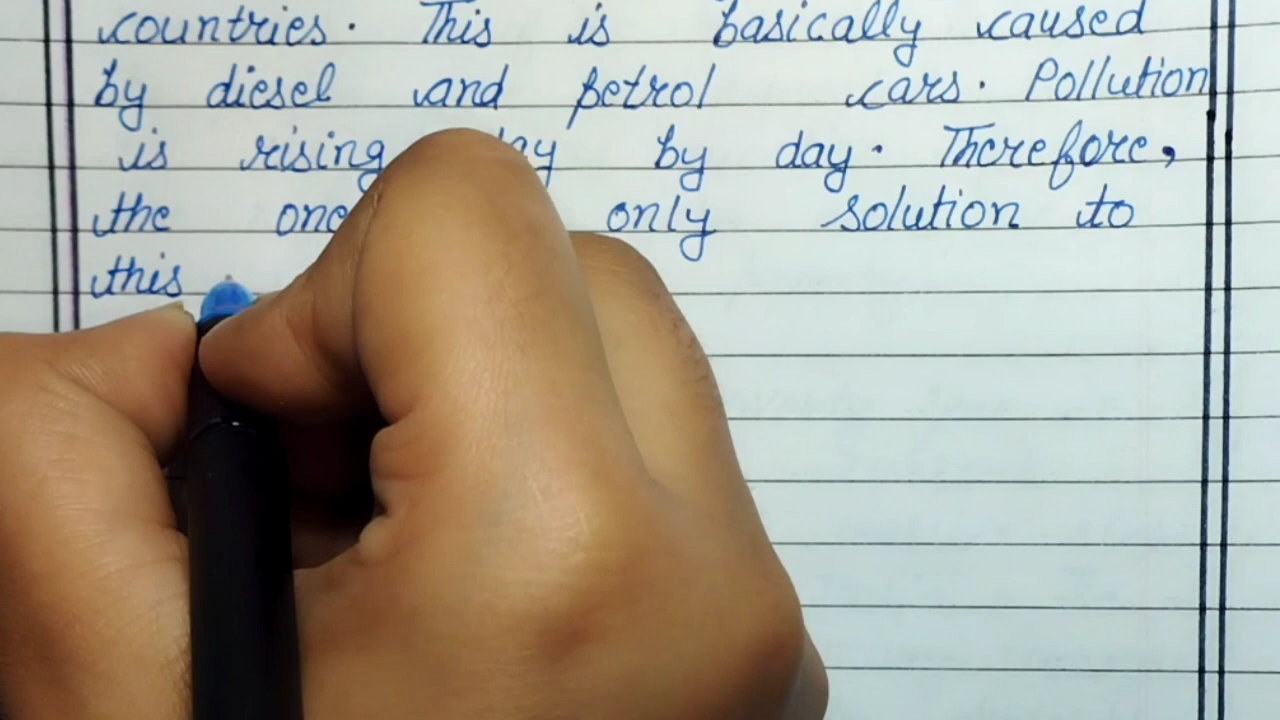 countries. This is basically caused
by diesel and petrol cars. Pollution
is rising by day. Therefore,
the one only solution to
this